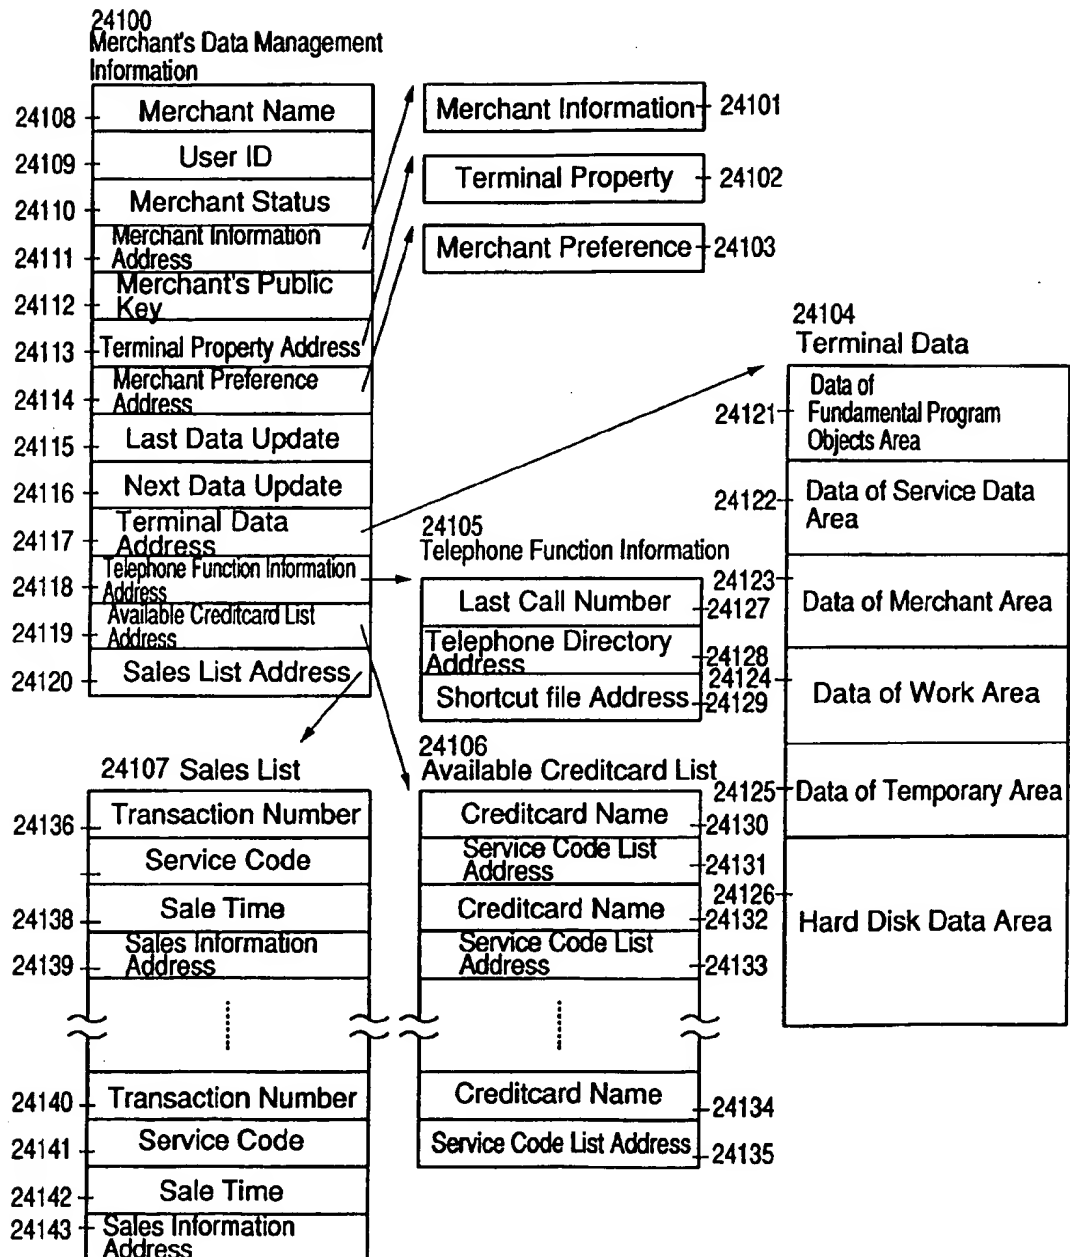 24100
Merchant's Data Management
Information
24108
Merchant Name
24109
User ID
24110
Merchant Status
24111
Merchant Information
Address
24112
Merchant's Public
Key
24113
Terminal Property Address
24114
Merchant Preference
Address
24115
Last Data Update
24116
Next Data Update
24117
Terminal Data
Address
24118
Telephone Function Information
Address
24119
Available Creditcard List
Address
24120
Sales List Address
Merchant Information
24101
Terminal Property
24102
Merchant Preference
24103
24104
Terminal Data
24121
Data of
Fundamental Program
Objects Area
24122
Data of Service Data
Area
24123
Data of Merchant Area
24124
Data of Work Area
24125
Data of Temporary Area
24126
Hard Disk Data Area
24105
Telephone Function Information
Last Call Number
24127
Telephone Directory
Address
24128
Shortcut file Address
24129
24107 Sales List
24136
Transaction Number
Service Code
24138
Sale Time
24139
Sales Information
Address
24140
Transaction Number
24141
Service Code
24142
Sale Time
24143
Sales Information
Address
24106
Available Creditcard List
Creditcard Name
24130
Service Code List
Address
24131
Creditcard Name
24132
Service Code List
Address
24133
Creditcard Name
24134
Service Code List Address
24135